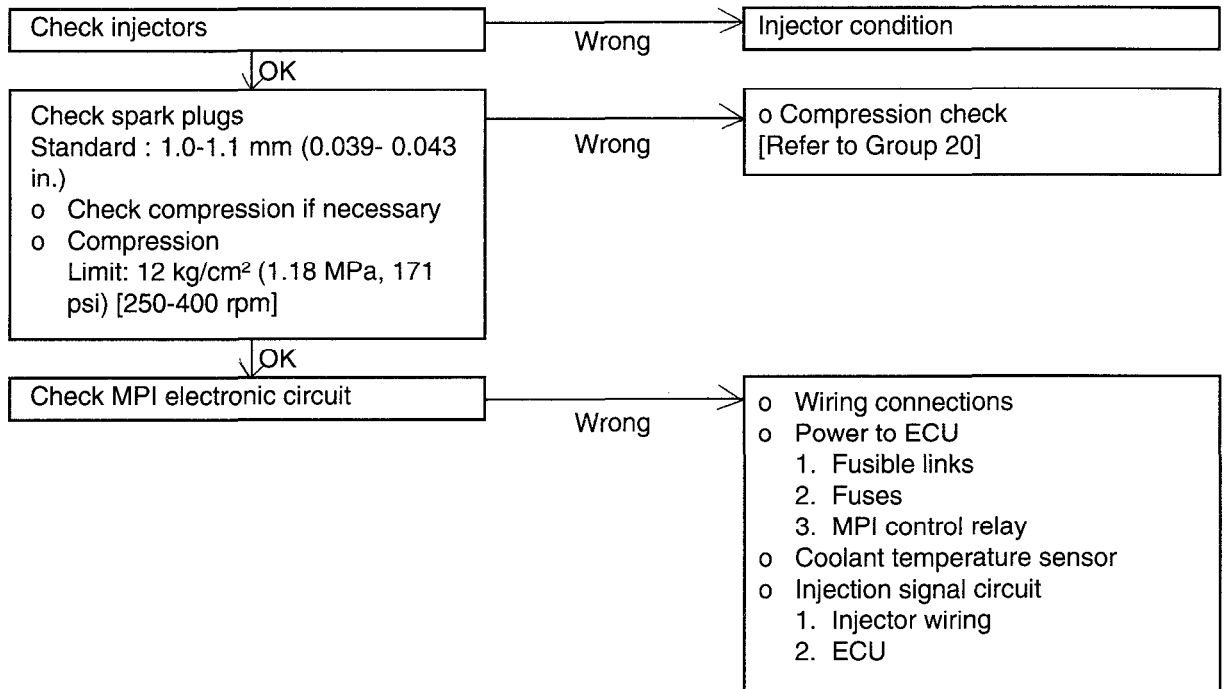 Check injectors
Wrong
Injector condition
OK
Check spark plugs
Standard : 1.0-1.1 mm (0.039- 0.043
in.)
o Check compression if necessary
o Compression
Limit: 12 kg/cm² (1.18 MPa, 171
psi) [250-400 rpm]
Wrong
o Compression check
[Refer to Group 20]
OK
Check MPI electronic circuit
Wrong
o Wiring connections
o Power to ECU
1. Fusible links
2. Fuses
3. MPI control relay
o Coolant temperature sensor
o Injection signal circuit
1. Injector wiring
2. ECU